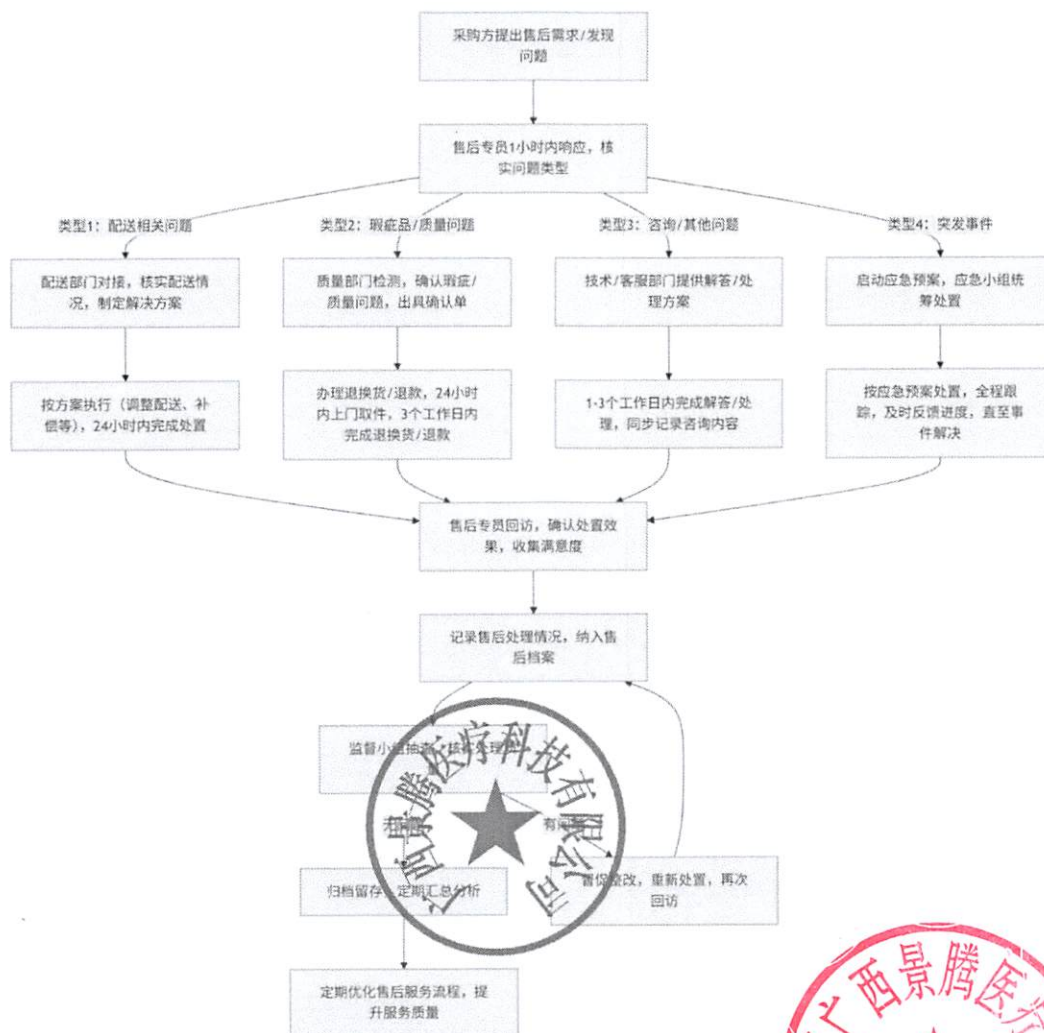 采购方提出售后需求/发现
问题
售后专员1小时内响应，核
实问题类型
类型1：配送相关问题
类型2：瑕疵品/质量问题
类型3：咨询/其他问题
类型4：突发事件
配送部门对接，核实配送情
况，制定解决方案
质量部门检测，确认瑕疵/
质量问题，出具确认单
技术/客服部门提供解答/处
理方案
启动应急预案，应急小组统
筹处置
按方案执行（调整配送、补
偿等），24小时内完成处置
办理退换货/退款，24小时
内上门取件，3个工作日内
完成退换货/退款
1-3个工作日内完成解答/处
理，同步记录咨询内容
按应急预案处置，全程跟
踪，及时反馈进度，直至事
件解决
售后专员回访，确认处置效
果，收集满意度
记录售后处理情况，纳入售
后档案
监督小组抽查，核实处理
广西景腾医疗科技有限公司
归档留存，定期汇总分析
督促整改，重新处置，再次
回访
定期优化售后服务流程，提
升服务质量
广西景腾医疗